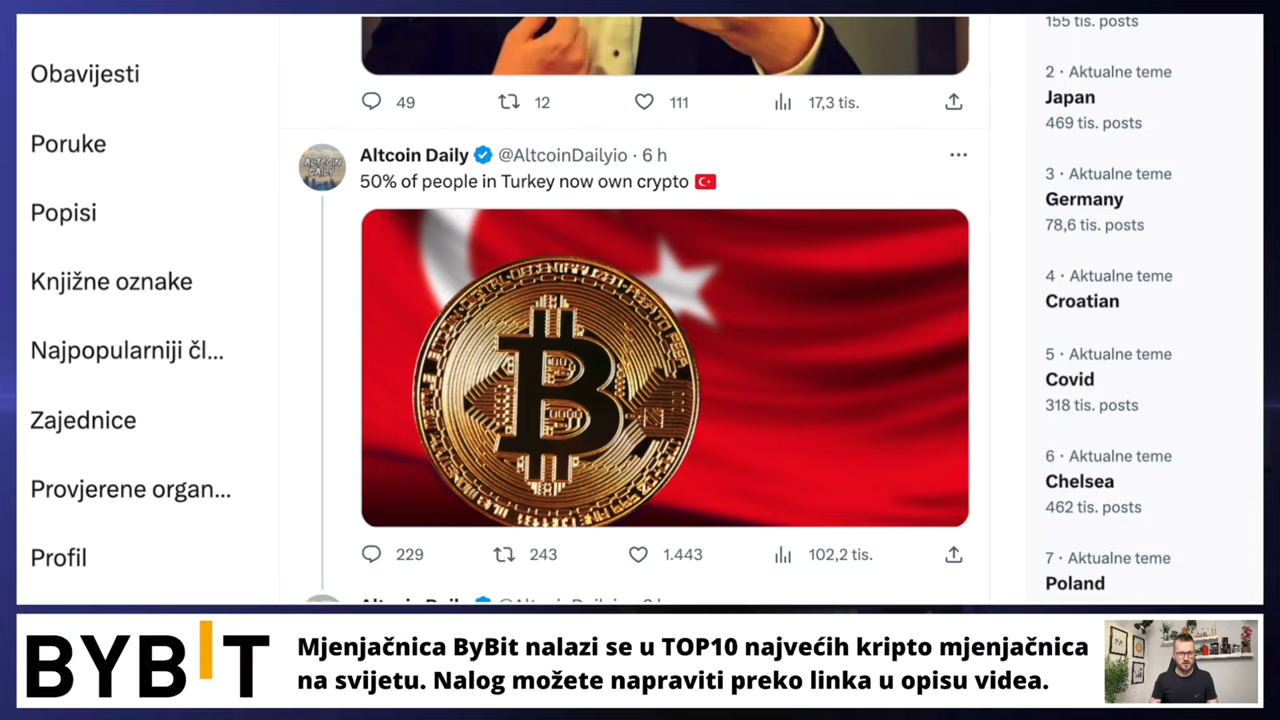 Obavijesti
Poruke
Popisi
Knjižne oznake
Najpopularniji čl...
Zajednice
Provjerene organ...
Profil
49 12 111 17,3 tis.
ALTCOIN
DAILY
Altcoin Daily @AltcoinDailyio · 6 h
50% of people in Turkey now own crypto
229 243 1.443 102,2 tis.
155 tis. posts
2 · Aktualne teme
Japan
469 tis. posts
3 · Aktualne teme
Germany
78,6 tis. posts
4 · Aktualne teme
Croatian
5 · Aktualne teme
Covid
318 tis. posts
6 · Aktualne teme
Chelsea
462 tis. posts
7 · Aktualne teme
Poland
BYBIT
Mjenjačnica ByBit nalazi se u TOP10 najvećih kripto mjenjačnica
na svijetu. Nalog možete napraviti preko linka u opisu videa.